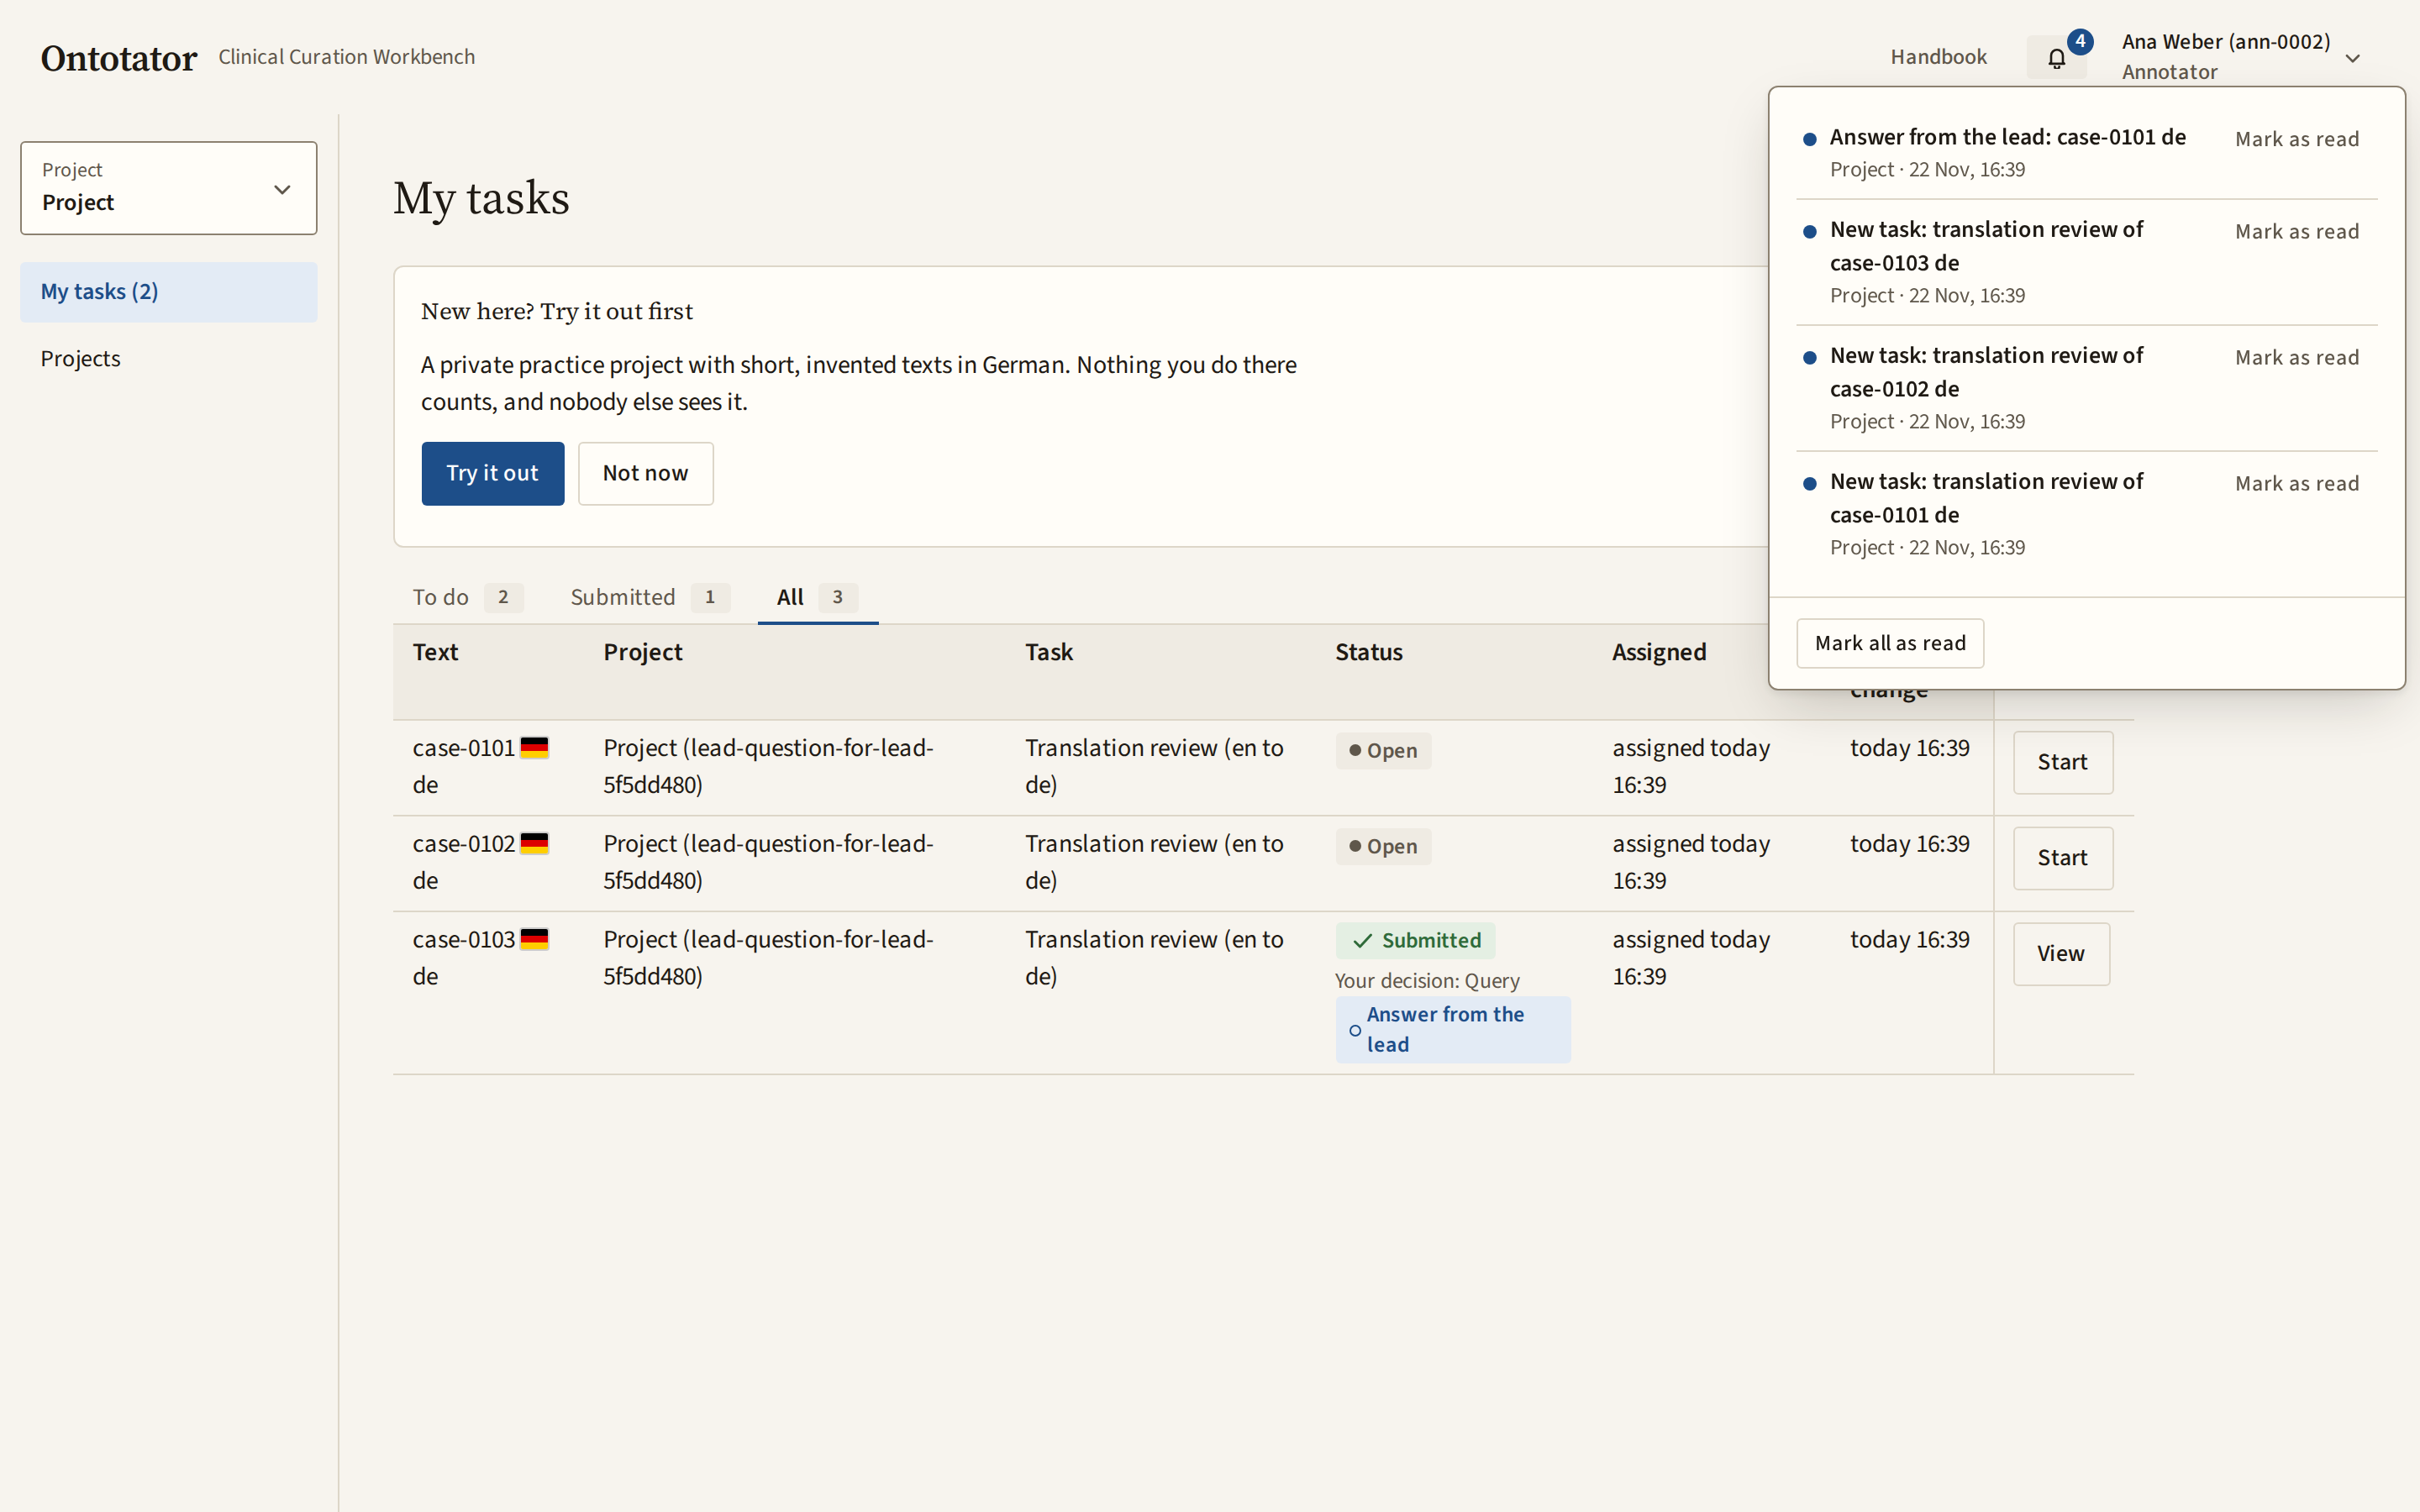 Ontotator Clinical Curation Workbench
Handbook
4
Ana Weber (ann-0002)
Annotator
Project
Project
My tasks (2)
Projects
My tasks
New here? Try it out first
A private practice project with short, invented texts in German. Nothing you do there
counts, and nobody else sees it.
Try it out
Not now
Answer from the lead: case-0101 de
Mark as read
Project · 22 Nov, 16:39
New task: translation review of
case-0103 de
Mark as read
Project · 22 Nov, 16:39
New task: translation review of
case-0102 de
Mark as read
Project · 22 Nov, 16:39
New task: translation review of
case-0101 de
Mark as read
Project · 22 Nov, 16:39
Mark all as read
To do 2 Submitted 1 All 3
Text Project Task Status Assigned
change
case-0101 Project (lead-question-for-lead- Translation review (en to Open assigned today today 16:39 Start
de 5f5dd480) de) 16:39
case-0102 Project (lead-question-for-lead- Translation review (en to Open assigned today today 16:39 Start
de 5f5dd480) de) 16:39
case-0103 Project (lead-question-for-lead- Translation review (en to Submitted assigned today today 16:39 View
de 5f5dd480) de) 16:39
Your decision: Query
Answer from the
lead